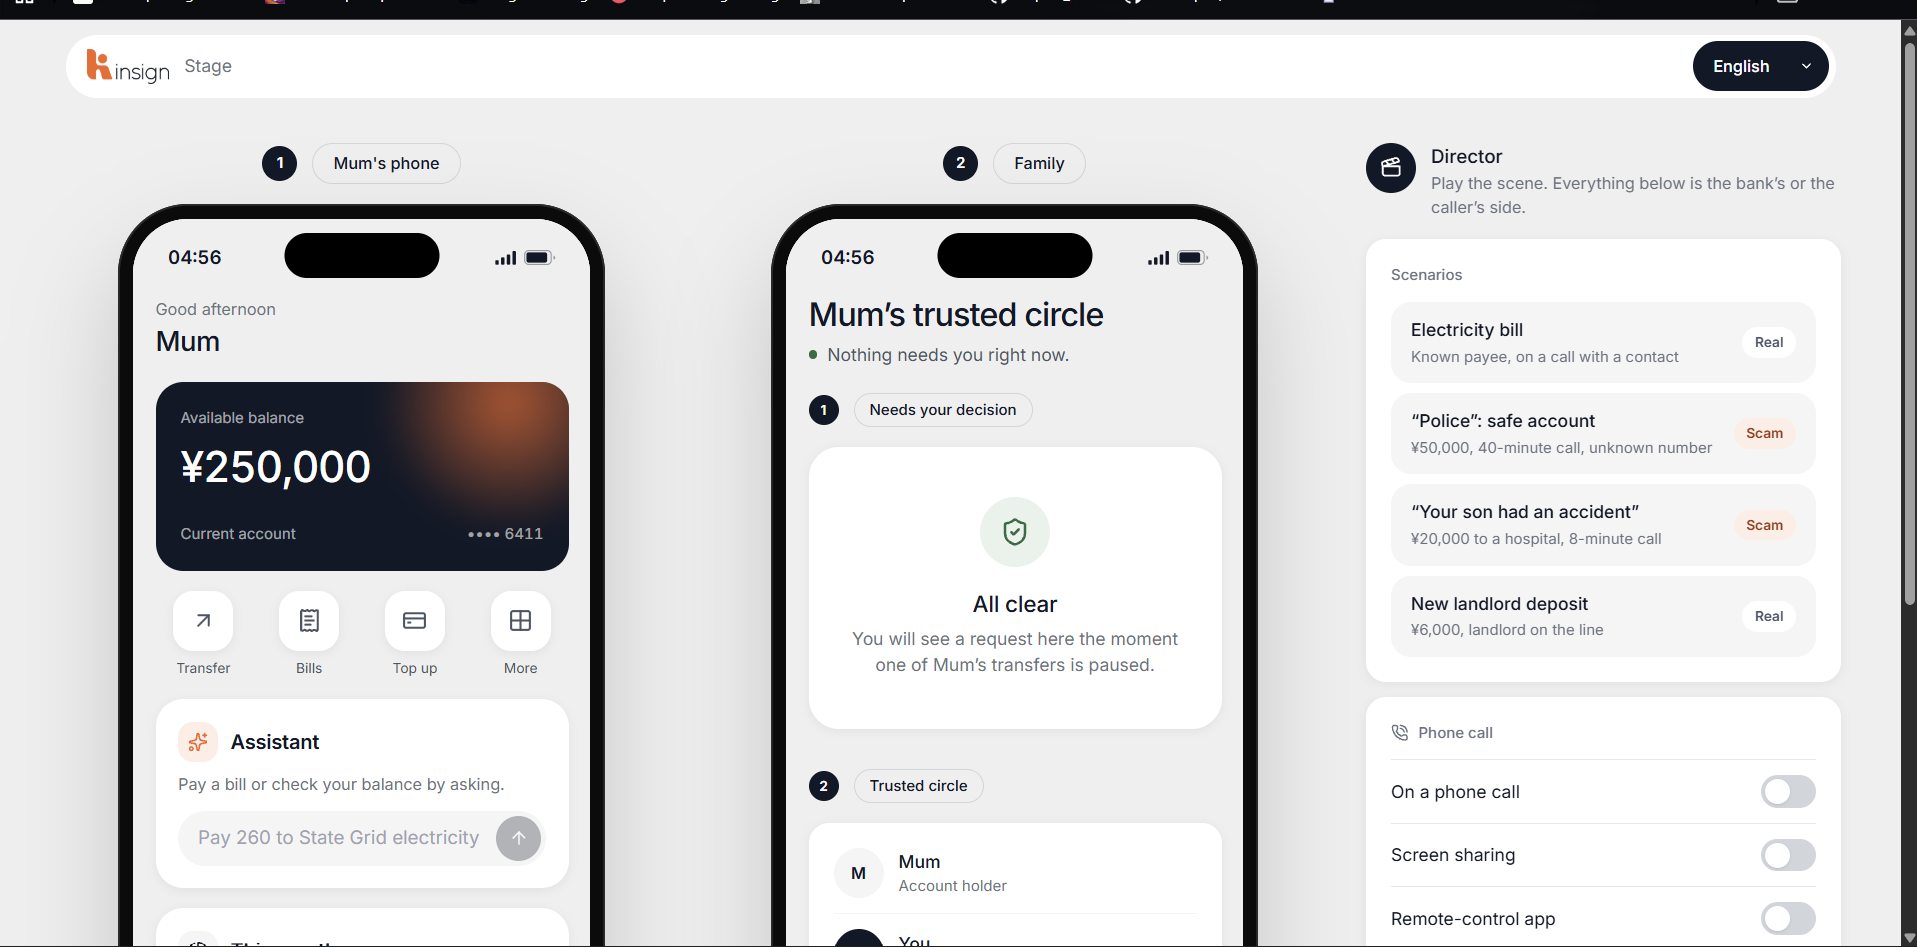 insign
Stage
English
1
Mum's phone
04:56
Good afternoon
Mum
Available balance
¥250,000
Current account
•••• 6411
Transfer
Bills
Top up
More
Assistant
Pay a bill or check your balance by asking.
Pay 260 to State Grid electricity
2
Family
04:56
Mum’s trusted circle
Nothing needs you right now.
1
Needs your decision
All clear
You will see a request here the moment
one of Mum’s transfers is paused.
2
Trusted circle
M
Mum
Account holder
You
Director
Play the scene. Everything below is the bank’s or the
caller’s side.
Scenarios
Electricity bill
Known payee, on a call with a contact
Real
“Police”: safe account
¥50,000, 40-minute call, unknown number
Scam
“Your son had an accident”
¥20,000 to a hospital, 8-minute call
Scam
New landlord deposit
¥6,000, landlord on the line
Real
Phone call
On a phone call
Screen sharing
Remote-control app